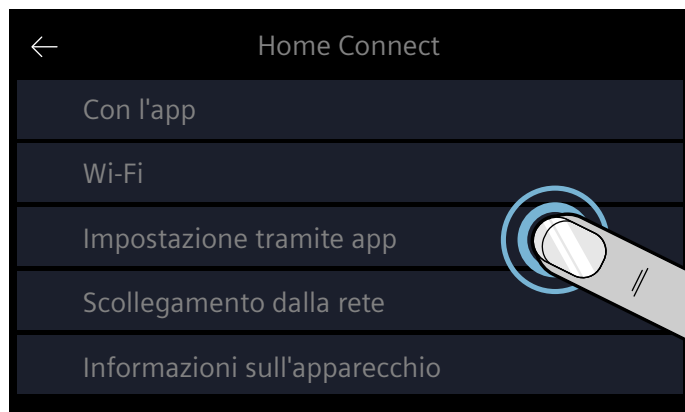 Home Connect
Con l'app
Wi-Fi
Impostazione tramite app
Scollegamento dalla rete
Informazioni sull'apparecchio